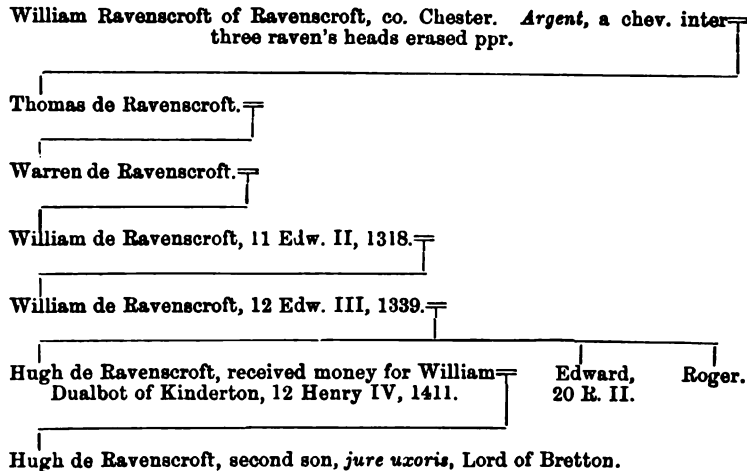 William Ravenscroft of Ravenscroft, co. Chester. Argent, a chev. inter
three raven's heads erased ppr.
Thomas de Ravenscroft.
Warren de Ravenscroft.
William de Ravenscroft, 11 Edw. II, 1318.
William de Ravenscroft, 12 Edw. III, 1339.
Hugh de Ravenscroft, received money for William Edward, Roger.
Dualbot of Kinderton, 12 Henry IV, 1411. 20 R. II.
Hugh de Ravenscroft, second son, jure uxoris, Lord of Bretton.